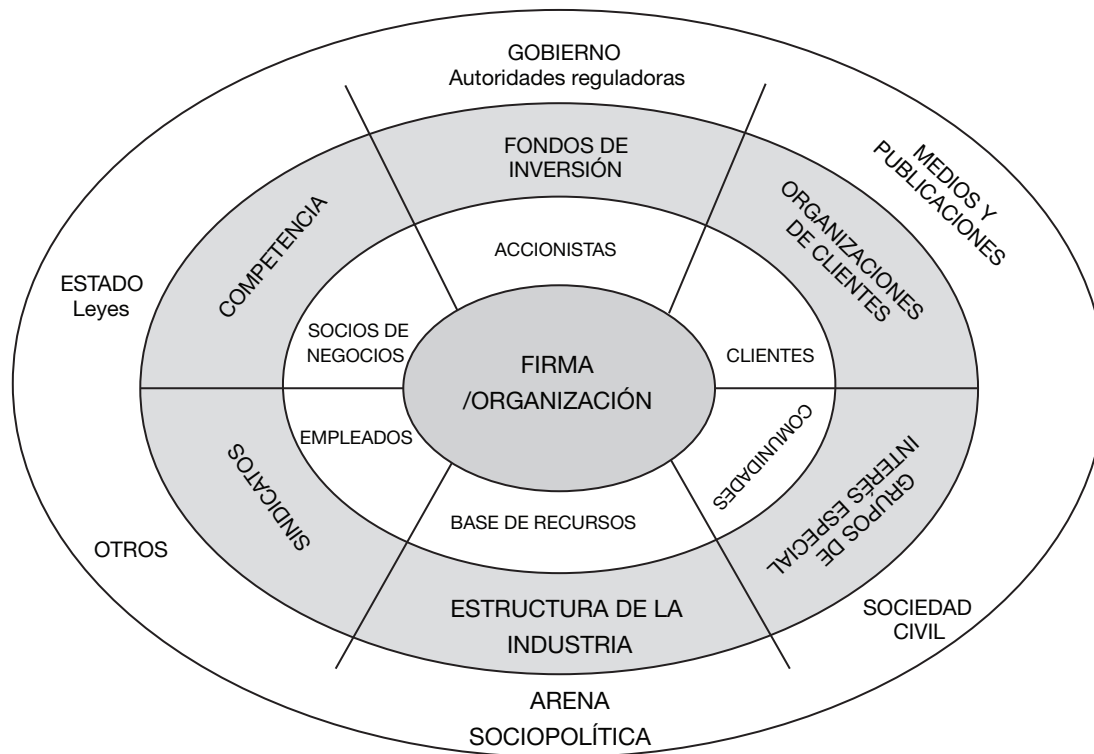 GOBIERNO
Autoridades reguladoras
MEDIOS Y
PUBLICACIONES
FONDOS DE
INVERSIÓN
COMPETENCIA
ORGANIZACIONES
DE CLIENTES
ACCIONISTAS
ESTADO
Leyes
SOCIOS DE
NEGOCIOS
CLIENTES
FIRMA
/ORGANIZACIÓN
EMPLEADOS
COMUNIDADES
SINDICATOS
BASE DE RECURSOS
GRUPOS DE
INTERÉS ESPECIAL
OTROS
ESTRUCTURA DE LA
INDUSTRIA
SOCIEDAD
CIVIL
ARENA
SOCIOPOLÍTICA